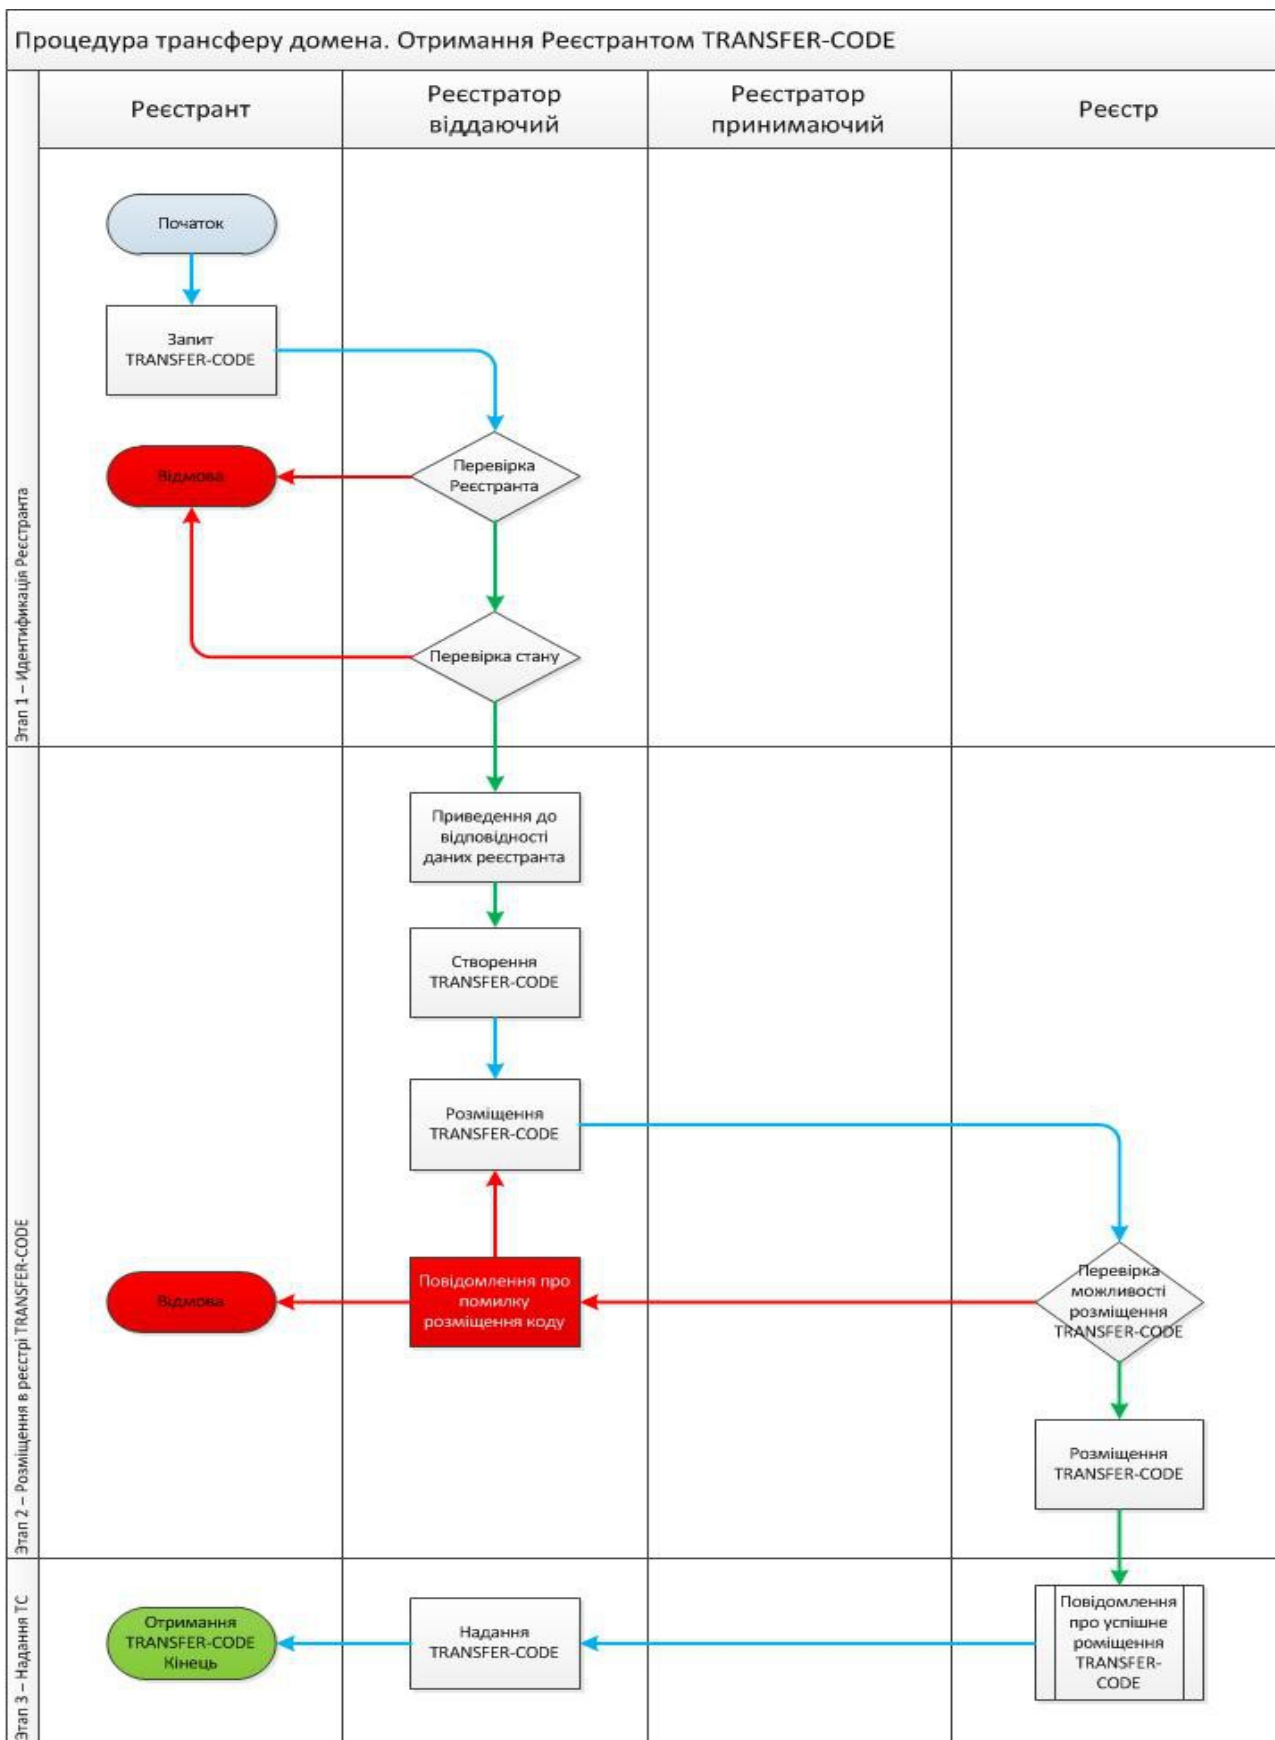 Процедура трансферу домена. Отримання Реєстрантом TRANSFER-CODE
Реєстрант
Реєстратор
віддаючий
Реєстратор
принимаючий
Реєстр
Этап 1 – Идентификація Реєстранта
Початок
Запит
TRANSFER-CODE
Відмова
Перевірка
Реєстранта
Перевірка стану
Этап 2 – Розміщення в реєстрі TRANSFER-CODE
Приведення до
відповідності
даних реєстранта
Створення
TRANSFER-CODE
Розміщення
TRANSFER-CODE
Відмова
Повідомлення про
помилку
розміщення коду
Перевірка
можливості
розміщення
TRANSFER-CODE
Розміщення
TRANSFER-CODE
Этап 3 – Надання ТС
Отримання
TRANSFER-CODE
Кінець
Надання
TRANSFER-CODE
Повідомлення
про успішне
роміщення
TRANSFER-
CODE